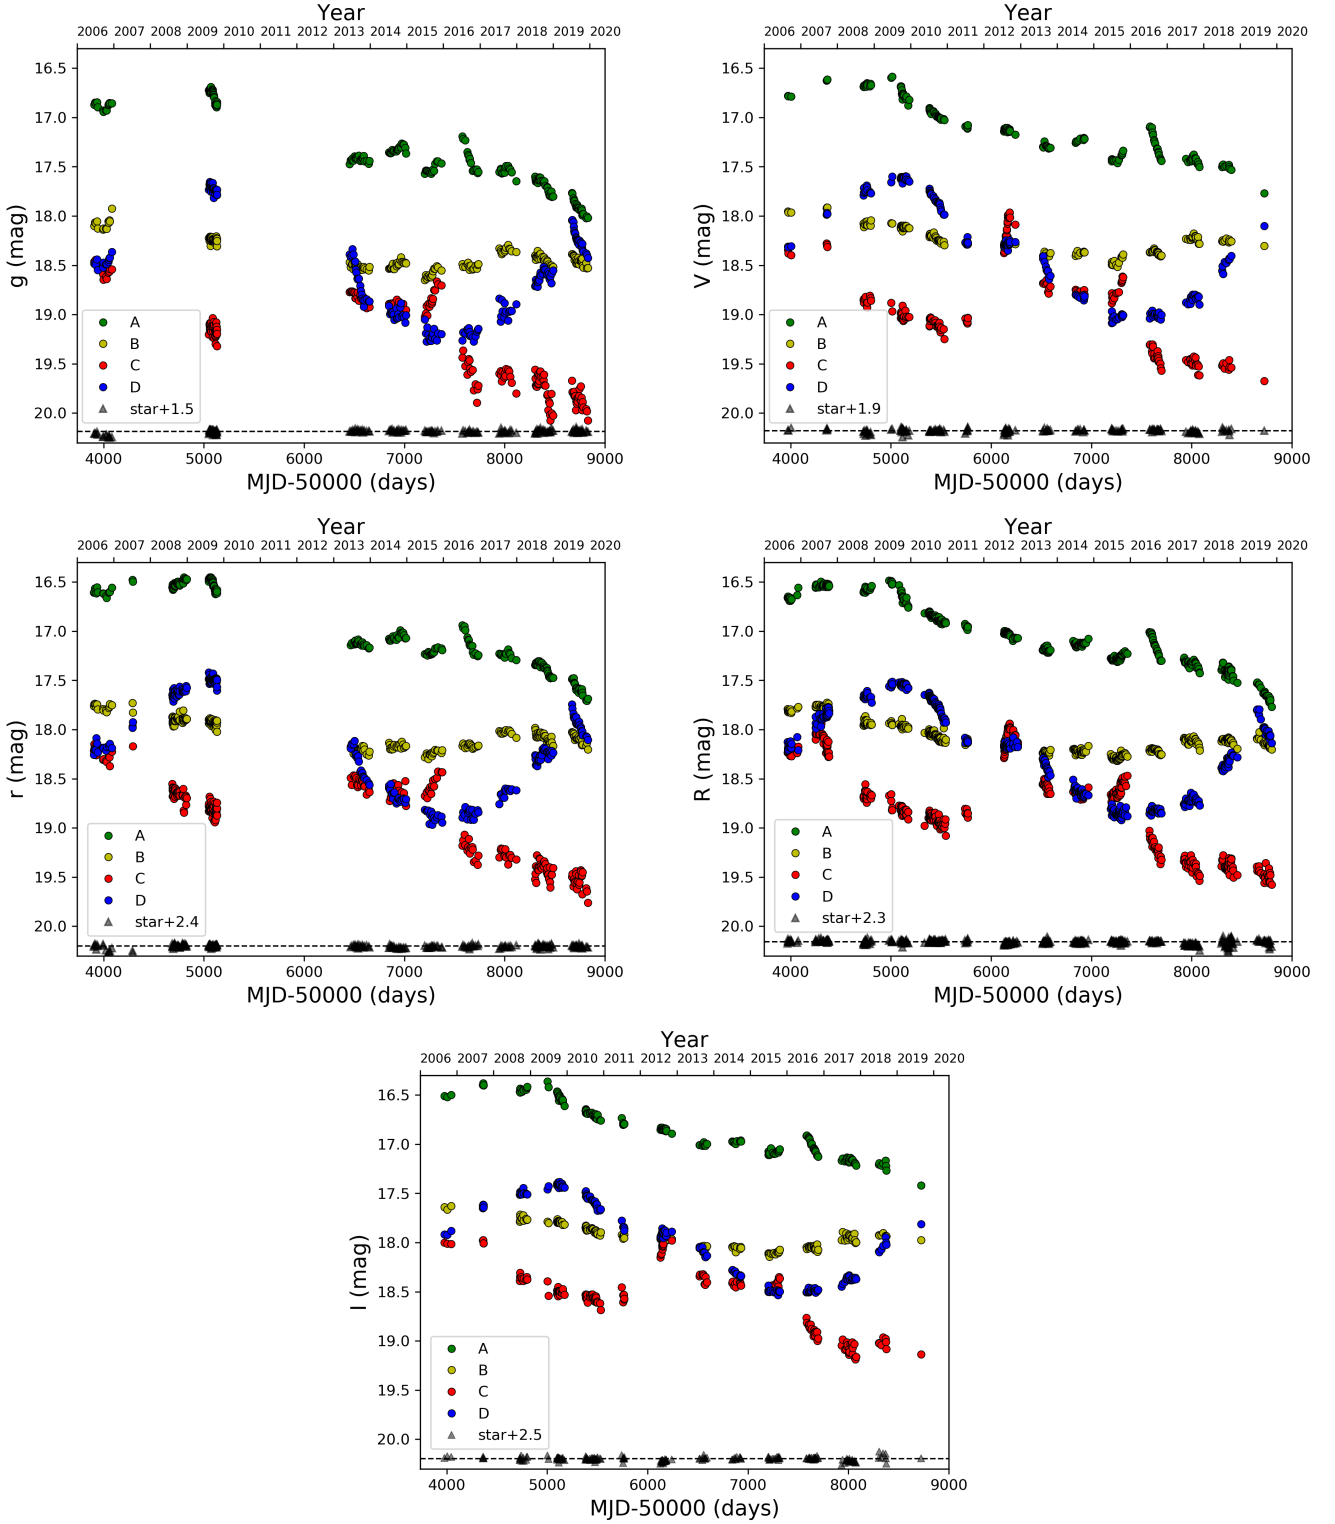 Year
2006 2007 2008 2009 2010 2011 2012 2013 2014 2015 2016 2017 2018 2019 2020
16.5
17.0
17.5
18.0
18.5
19.0
19.5
20.0
g (mag)
A
B
C
D
star+1.5
4000 5000 6000 7000 8000 9000
MJD-50000 (days)
Year
2006 2007 2008 2009 2010 2011 2012 2013 2014 2015 2016 2017 2018 2019 2020
16.5
17.0
17.5
18.0
18.5
19.0
19.5
20.0
V (mag)
A
B
C
D
star+1.9
4000 5000 6000 7000 8000 9000
MJD-50000 (days)
Year
2006 2007 2008 2009 2010 2011 2012 2013 2014 2015 2016 2017 2018 2019 2020
16.5
17.0
17.5
18.0
18.5
19.0
19.5
20.0
r (mag)
A
B
C
D
star+2.4
4000 5000 6000 7000 8000 9000
MJD-50000 (days)
Year
2006 2007 2008 2009 2010 2011 2012 2013 2014 2015 2016 2017 2018 2019 2020
16.5
17.0
17.5
18.0
18.5
19.0
19.5
20.0
R (mag)
A
B
C
D
star+2.3
4000 5000 6000 7000 8000 9000
MJD-50000 (days)
Year
2006 2007 2008 2009 2010 2011 2012 2013 2014 2015 2016 2017 2018 2019 2020
16.5
17.0
17.5
18.0
18.5
19.0
19.5
20.0
I (mag)
A
B
C
D
star+2.5
4000 5000 6000 7000 8000 9000
MJD-50000 (days)